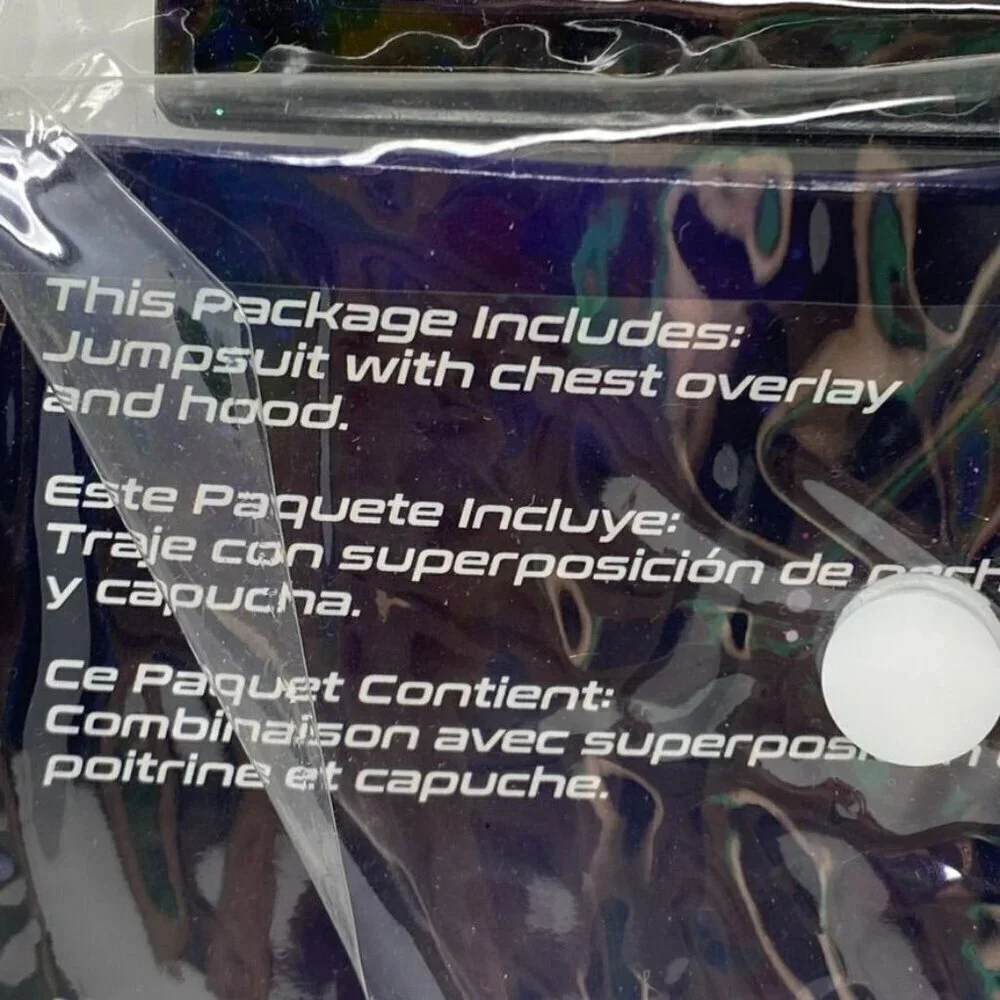 This Package Includes:
Jumpsuit with chest overlay
and hood.
Este Paquete Incluye:
Traje con superposición de
y capucha.
Ce Paquet Contient:
Combinaison avec
poitrine et capuche.